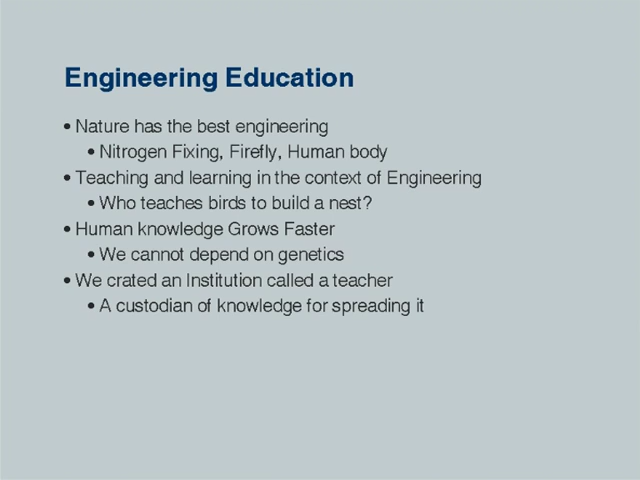 Engineering Education
• Nature has the best engineering
• Nitrogen Fixing, Firefly, Human body
• Teaching and learning in the context of Engineering
• Who teaches birds to build a nest?
• Human knowledge Grows Faster
• We cannot depend on genetics
• We crated an Institution called a teacher
• A custodian of knowledge for spreading it